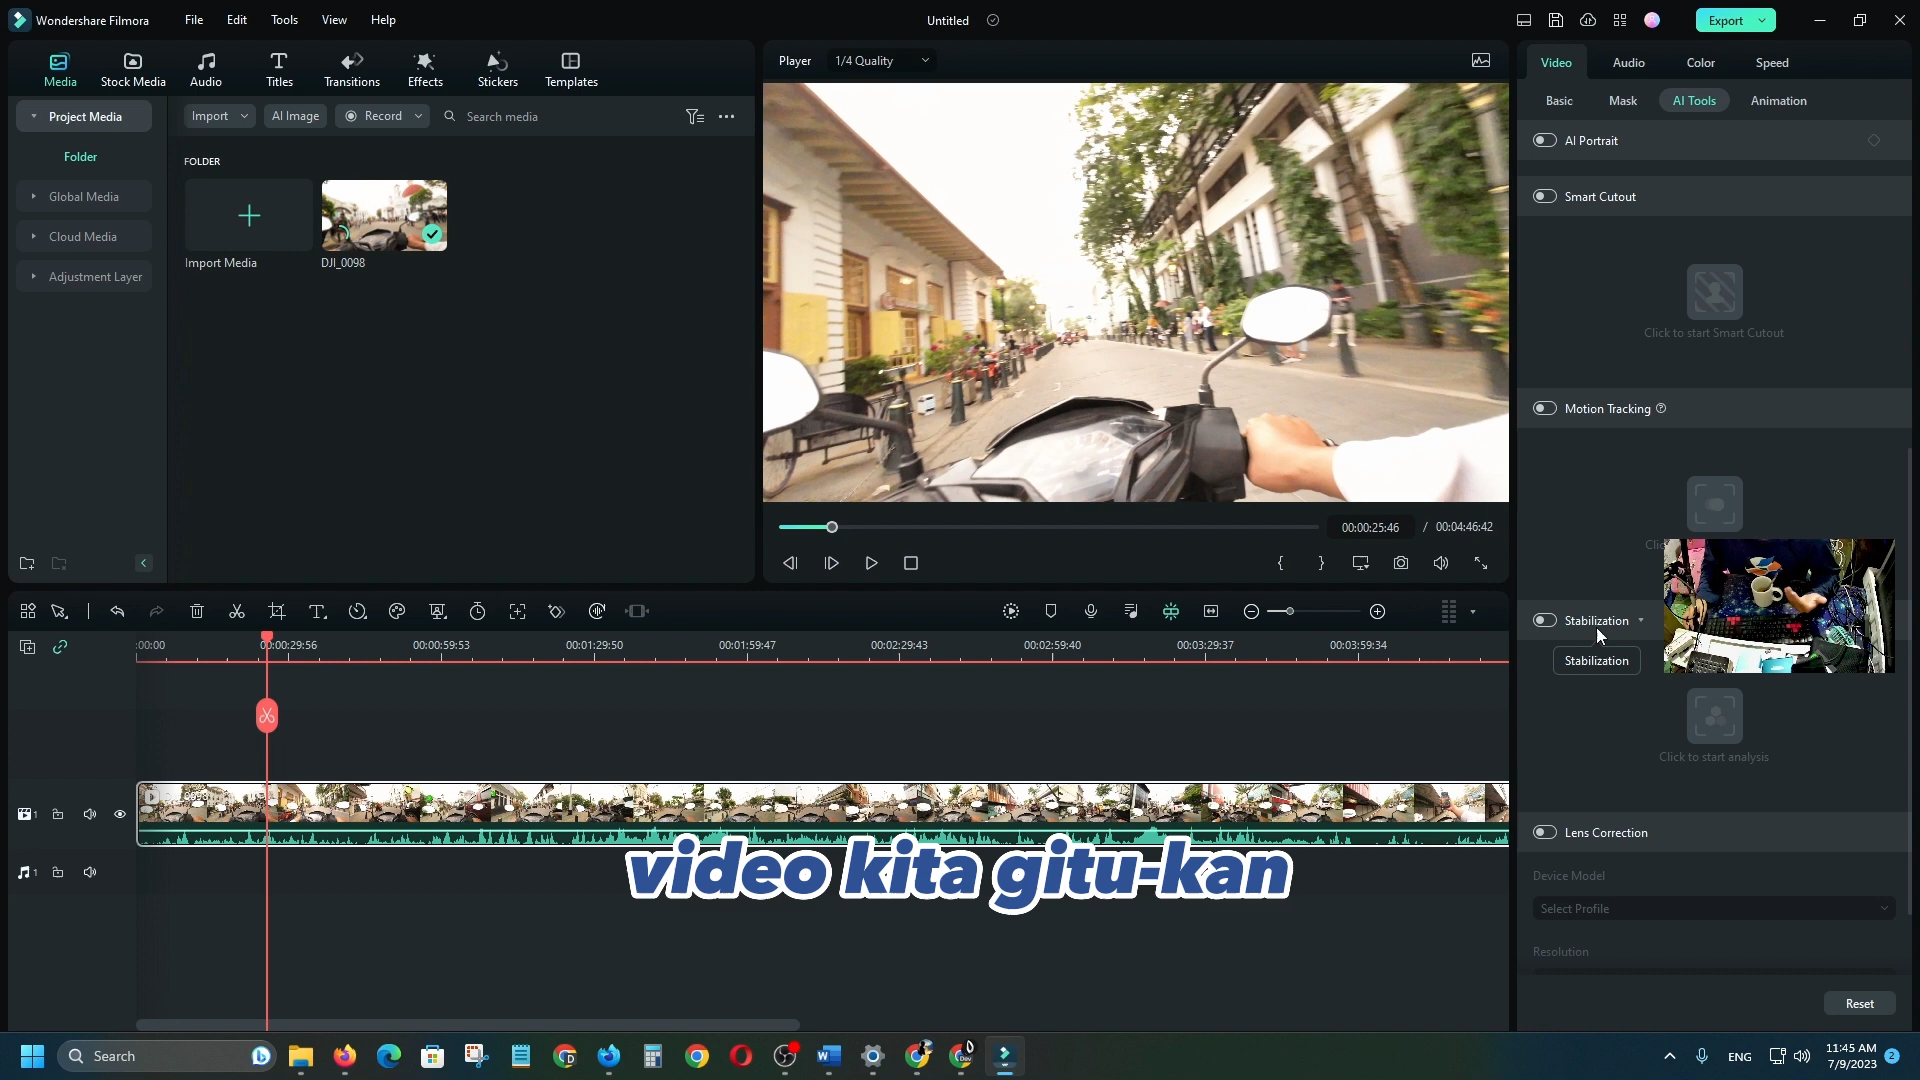 Wondershare Filmora
File
Edit
Tools
View
Help
Untitled
Export
Media
Stock Media
Audio
Titles
Transitions
Effects
Stickers
Templates
Player
1/4 Quality
Video
Audio
Color
Speed
Basic
Mask
AI Tools
Animation
Project Media
Folder
Global Media
Cloud Media
Adjustment Layer
Import
AI Image
Record
Search media
FOLDER
Import Media
DJI_0098
00:00:25:46 / 00:04:46:42
AI Portrait
Smart Cutout
Click to start Smart Cutout
Motion Tracking
Stabilization
Stabilization
Click to start analysis
Lens Correction
Device Model
Select Profile
Resolution
Reset
:00:00
00:00:29:56
00:00:59:53
00:01:29:50
00:01:59:47
00:02:29:43
00:02:59:40
00:03:29:37
00:03:59:34
1
1
video kita gitu-kan
Search
ENG
11:45 AM
7/9/2023
2